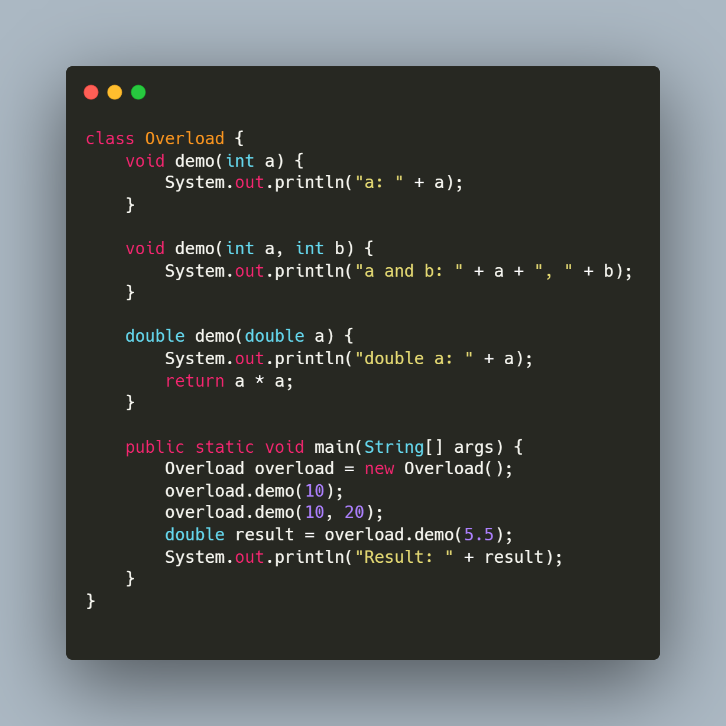 class Overload {
    void demo(int a) {
        System.out.println("a: " + a);
    }

    void demo(int a, int b) {
        System.out.println("a and b: " + a + ", " + b);
    }

    double demo(double a) {
        System.out.println("double a: " + a);
        return a * a;
    }

    public static void main(String[] args) {
        Overload overload = new Overload();
        overload.demo(10);
        overload.demo(10, 20);
        double result = overload.demo(5.5);
        System.out.println("Result: " + result);
    }
}